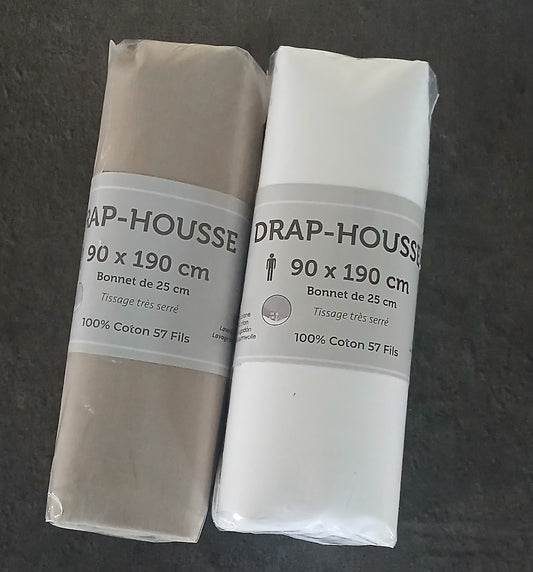 RAP-HOUSSE
90 x 190 cm
Bonnet de 25 cm
Tissage très serré
100% Coton 57 Fils
DRAP-HOUSSE
90 x 190 cm
Bonnet de 25 cm
Tissage très serré
100% Coton 57 Fils